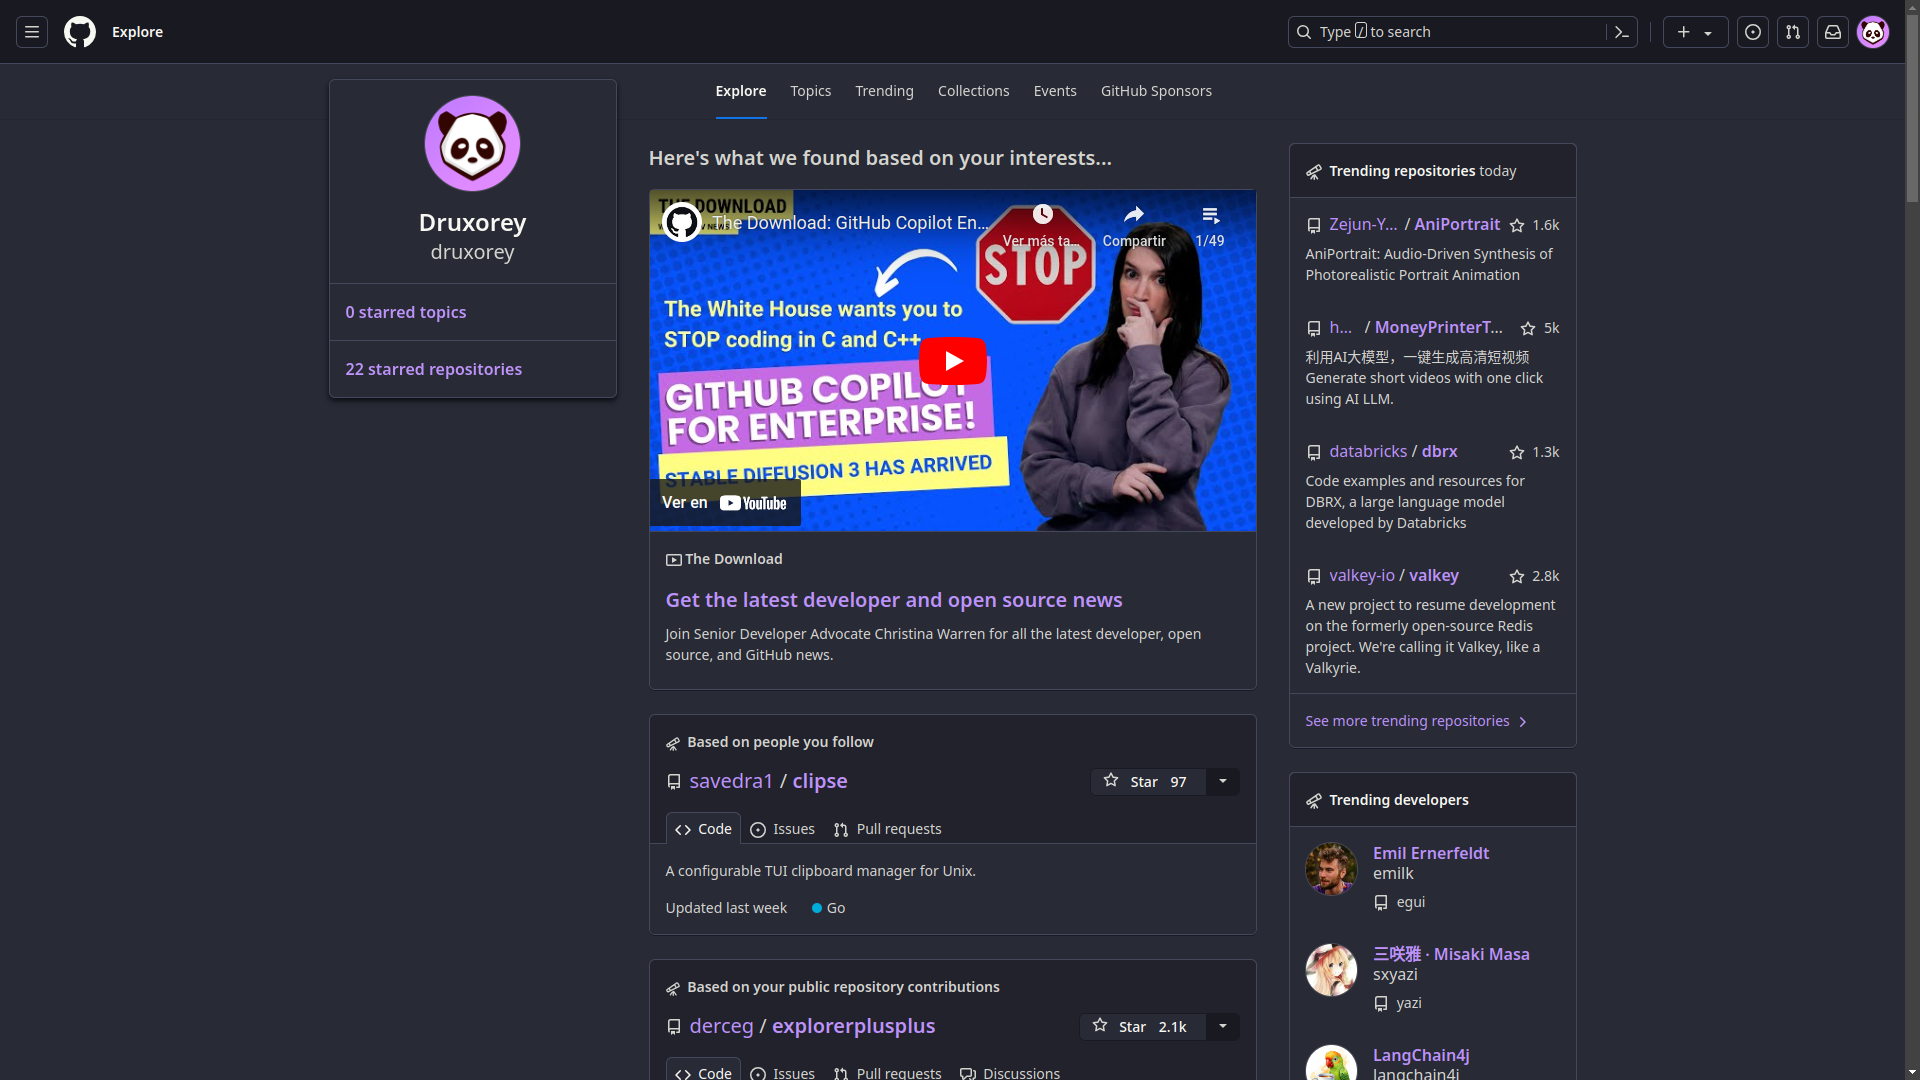 Explore
Type / to search
Explore
Topics
Trending
Collections
Events
GitHub Sponsors
Druxorey
druxorey
0 starred topics
22 starred repositories
Here's what we found based on your interests...
THE DOWNLOAD
The Download: GitHub Copilot En...
Ver más ta...
Compartir
1/49
STOP
The White House wants you to
STOP coding in C and C++
GITHUB COPILOT
FOR ENTERPRISE!
STABLE DIFFUSION 3 HAS ARRIVED
Ver en YouTube
The Download
Get the latest developer and open source news
Join Senior Developer Advocate Christina Warren for all the latest developer, open
source, and GitHub news.
Based on people you follow
savedra1 / clipse
Star 97
Code
Issues
Pull requests
A configurable TUI clipboard manager for Unix.
Updated last week
Go
Based on your public repository contributions
derceg / explorerplusplus
Star 2.1k
Code
Issues
Pull requests
Discussions
Trending repositories today
Zejun-Y... / AniPortrait
1.6k
AniPortrait: Audio-Driven Synthesis of
Photorealistic Portrait Animation
h... / MoneyPrinterT...
5k
利用AI大模型，一键生成高清短视频
Generate short videos with one click
using AI LLM.
databricks / dbrx
1.3k
Code examples and resources for
DBRX, a large language model
developed by Databricks
valkey-io / valkey
2.8k
A new project to resume development
on the formerly open-source Redis
project. We're calling it Valkey, like a
Valkyrie.
See more trending repositories
Trending developers
Emil Ernerfeldt
emilk
egui
三咲雅 · Misaki Masa
sxyazi
yazi
LangChain4j
langchain4j